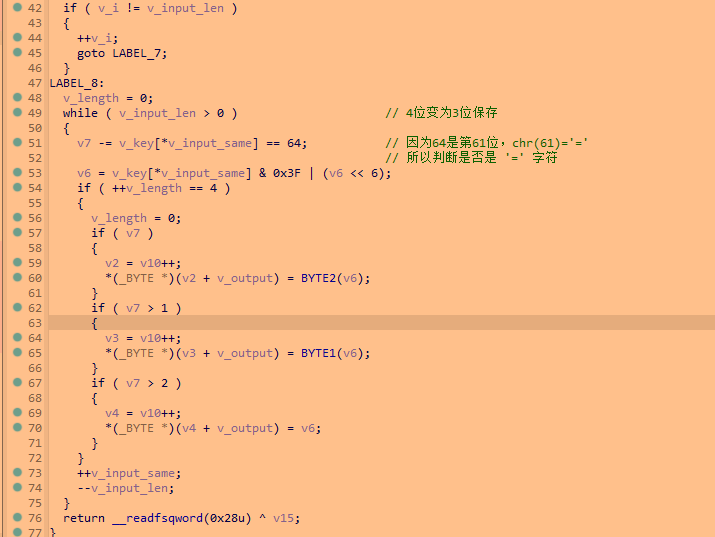 42 if ( v_i != v_input_len )
43 {
44 ++v_i;
45 goto LABEL_7;
46 }
47 LABEL_8:
48 v_length = 0;
49 while ( v_input_len > 0 ) // 4位变为3位保存
50 {
51 v7 -= v_key[*v_input_same] == 64; // 因为64是第61位，chr(61)='='
52 // 所以判断是否是 '=' 字符
53 v6 = v_key[*v_input_same] & 0x3F | (v6 << 6);
54 if ( ++v_length == 4 )
55 {
56 v_length = 0;
57 if ( v7 )
58 {
59 v2 = v10++;
60 *(_BYTE *)(v2 + v_output) = BYTE2(v6);
61 }
62 if ( v7 > 1 )
63 {
64 v3 = v10++;
65 *(_BYTE *)(v3 + v_output) = BYTE1(v6);
66 }
67 if ( v7 > 2 )
68 {
69 v4 = v10++;
70 *(_BYTE *)(v4 + v_output) = v6;
71 }
72 }
73 ++v_input_same;
74 --v_input_len;
75 }
76 return __readfsqword(0x28u) ^ v15;
77 }